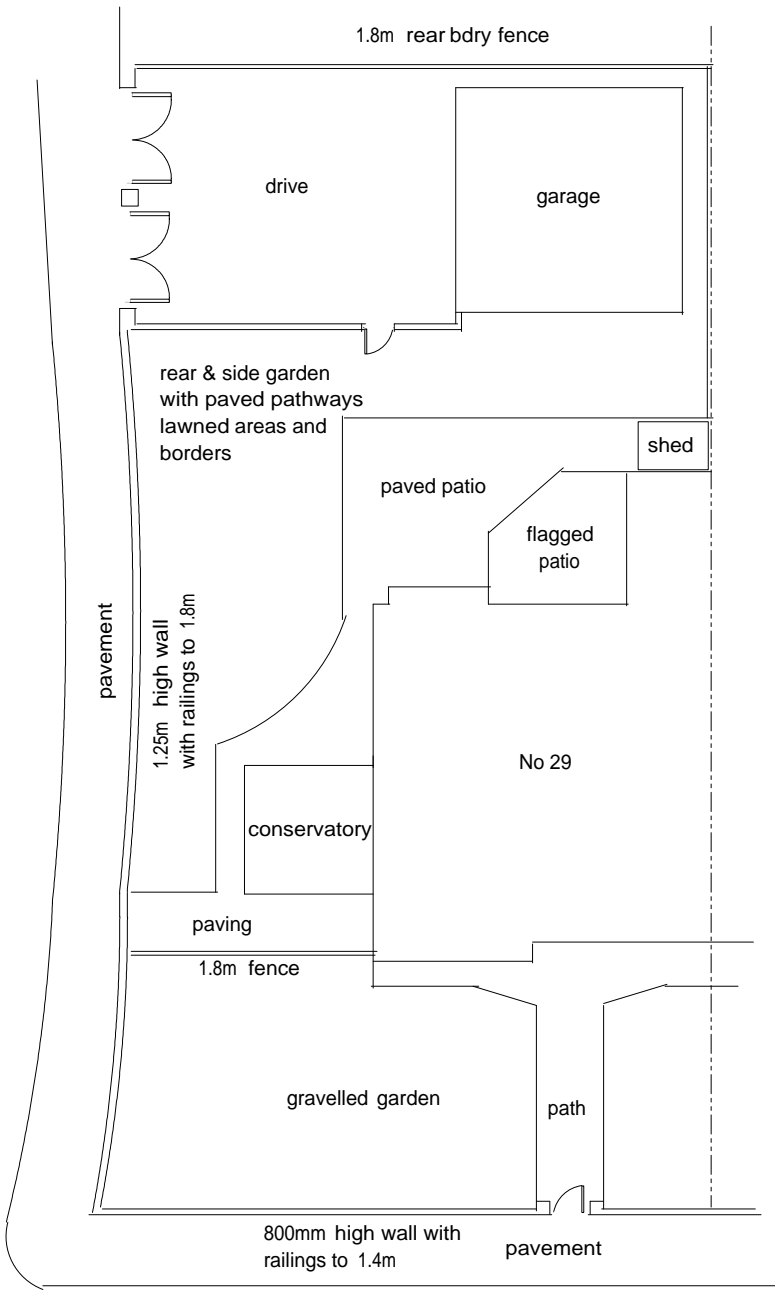 1.8m rear bdry fence
drive
garage
rear & side garden
with paved pathways
lawned areas and
borders
shed
paved patio
flagged
patio
pavement
1.25m high wall
with railings to 1.8m
No 29
conservatory
paving
1.8m fence
gravelled garden
path
800mm high wall with
railings to 1.4m
pavement